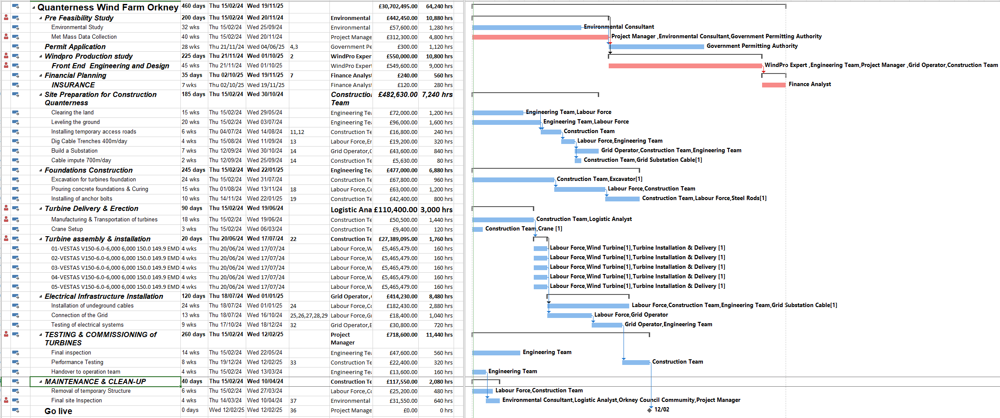 Quanterness Wind Farm Orkney 460 days Thu 15/02/24 Wed 19/11/25 £30,702,495.00 64,240 hrs
Pre Feasibility Study 200 days Thu 15/02/24 Wed 20/11/24 Environmental £442,450.00 10,880 hrs
Environmental Study 32 wks Thu 15/02/24 Wed 25/09/24 Environmental £57,600.00 1,280 hrs Environmental Consultant
Met Mass Data Collection 40 wks Thu 15/02/24 Wed 20/11/24 Project Manage £312,300.00 4,800 hrs Project Manager ,Environmental Consultant,Government Permitting Authority
Permit Application 28 wks Thu 21/11/24 Wed 04/06/25 4,3 Government Pe £300.00 1,120 hrs Government Permitting Authority
Windpro Production study 225 days Thu 21/11/24 Wed 01/10/25 2 WindPro Exper £550,000.00 10,800 hrs
Front End Engineering and Design 45 wks Thu 21/11/24 Wed 01/10/25 WindPro Expert £549,600.00 9,000 hrs WindPro Expert ,Engineering Team,Project Manager ,Grid Operator,Construction Team
Financial Planning 35 days Thu 02/10/25 Wed 19/11/25 7 Finance Analyst £240.00 560 hrs
INSURANCE 7 wks Thu 02/10/25 Wed 19/11/25 Finance Analyst £120.00 280 hrs Finance Analyst
Site Preparation for Construction 185 days Thu 15/02/24 Wed 30/10/24 Construction £482,630.00 7,240 hrs
Quanterness Team
Clearing the land 15 wks Thu 15/02/24 Wed 29/05/24 Engineering Tea £72,000.00 1,200 hrs Engineering Team,Labour Force
Leveling the ground 20 wks Thu 15/02/24 Wed 03/07/24 Engineering Tea £96,000.00 1,600 hrs Engineering Team,Labour Force
Installing temporary access roads 6 wks Thu 04/07/24 Wed 14/08/24 11,12 Construction Te £16,800.00 240 hrs Construction Team
Dig Cable Trenches 400m/day 4 wks Thu 15/08/24 Wed 11/09/24 13 Labour Force,En £19,200.00 320 hrs Labour Force,Engineering Team
Build a Substation 7 wks Thu 12/09/24 Wed 30/10/24 14 Grid Operator,C £43,600.00 840 hrs Grid Operator,Construction Team,Engineering Team
Cable impute 700m/day 2 wks Thu 12/09/24 Wed 25/09/24 14 Construction Te £5,630.00 80 hrs Construction Team,Grid Substation Cable[1]
Foundations Construction 245 days Thu 15/02/24 Wed 22/01/25 Engineering Tea £477,000.00 6,880 hrs
Excavation for turbines foundation 24 wks Thu 15/02/24 Wed 31/07/24 Construction Te £67,800.00 960 hrs Construction Team,Excavator[1]
Pouring concrete foundations & Curing 15 wks Thu 01/08/24 Wed 13/11/24 18 Labour Force,Co £63,000.00 1,200 hrs Labour Force,Construction Team
Installing of anchor bolts 10 wks Thu 14/11/24 Wed 22/01/25 19 Construction Te £42,400.00 800 hrs Construction Team,Labour Force,Steel Rods[1]
Turbine Delivery & Erection 90 days Thu 15/02/24 Wed 19/06/24 Logistic Ana £110,400.00 3,000 hrs
Manufacturing & Transportation of turbines 18 wks Thu 15/02/24 Wed 19/06/24 Construction Te £50,500.00 1,440 hrs Construction Team,Logistic Analyst
Crane Setup 3 wks Thu 15/02/24 Wed 06/03/24 Construction Te £9,400.00 120 hrs Construction Team,Crane [1]
Turbine assembly & installation 20 days Thu 20/06/24 Wed 17/07/24 22 Construction Te £27,389,095.00 1,760 hrs
01-VESTAS V150-6.0-6,000 6,000 150.0 149.9 EMD 4 wks Thu 20/06/24 Wed 17/07/24 Labour Force,W £5,465,479.00 160 hrs Labour Force,Wind Turbine[1],Turbine Installation & Delivery [1]
02-VESTAS V150-6.0-6,000 6,000 150.0 149.9 EMD 4 wks Thu 20/06/24 Wed 17/07/24 Labour Force,W £5,465,479.00 160 hrs Labour Force,Wind Turbine[1],Turbine Installation & Delivery [1]
03-VESTAS V150-6.0-6,000 6,000 150.0 149.9 EMD 4 wks Thu 20/06/24 Wed 17/07/24 Labour Force,W £5,465,479.00 160 hrs Labour Force,Wind Turbine[1],Turbine Installation & Delivery [1]
04-VESTAS V150-6.0-6,000 6,000 150.0 149.9 EMD 4 wks Thu 20/06/24 Wed 17/07/24 Labour Force,W £5,465,479.00 160 hrs Labour Force,Wind Turbine[1],Turbine Installation & Delivery [1]
05-VESTAS V150-6.0-6,000 6,000 150.0 149.9 EMD 4 wks Thu 20/06/24 Wed 17/07/24 Labour Force,W £5,465,479.00 160 hrs Labour Force,Wind Turbine[1],Turbine Installation & Delivery [1]
Electrical Infrastructure Installation 120 days Thu 18/07/24 Wed 01/01/25 Grid Operator, £414,230.00 8,480 hrs
Installation of undeground cables 24 wks Thu 18/07/24 Wed 01/01/25 24 Labour Force,Co £182,430.00 2,880 hrs Labour Force,Construction Team,Engineering Team,Grid Substation Cable[1]
Connection of the Grid 13 wks Thu 18/07/24 Wed 16/10/24 25,26,27,28,29 Labour Force,Gr £18,400.00 1,040 hrs Labour Force,Grid Operator
Testing of electrical systems 9 wks Thu 17/10/24 Wed 18/12/24 32 Grid Operator,E £30,800.00 720 hrs Grid Operator,Engineering Team
TESTING & COMMISSIONING of 260 days Thu 15/02/24 Wed 12/02/25 Project £718,600.00 11,440 hrs
TURBINES Manager
Final inspection 14 wks Thu 15/02/24 Wed 22/05/24 Engineering Tea £47,600.00 560 hrs Engineering Team
Performance Testing 8 wks Thu 19/12/24 Wed 12/02/25 33 Construction Te £22,400.00 320 hrs Construction Team
Handover to operation team 4 wks Thu 15/02/24 Wed 13/03/24 Engineering Tea £13,600.00 160 hrs Engineering Team
MAINTENANCE & CLEAN-UP 40 days Thu 15/02/24 Wed 10/04/24 Construction Te £117,550.00 2,080 hrs
Removal of temporary Structure 6 wks Thu 15/02/24 Wed 27/03/24 Labour Force,Co £25,200.00 480 hrs Labour Force,Construction Team
Final site Inspection 4 wks Thu 14/03/24 Wed 10/04/24 37 Environmental £31,550.00 640 hrs Environmental Consultant,Logistic Analyst,Orkney Council Commumity,Project Manager
Go live 0 days Wed 12/02/25 Wed 12/02/25 36 Project Manage £0.00 0 hrs 12/02